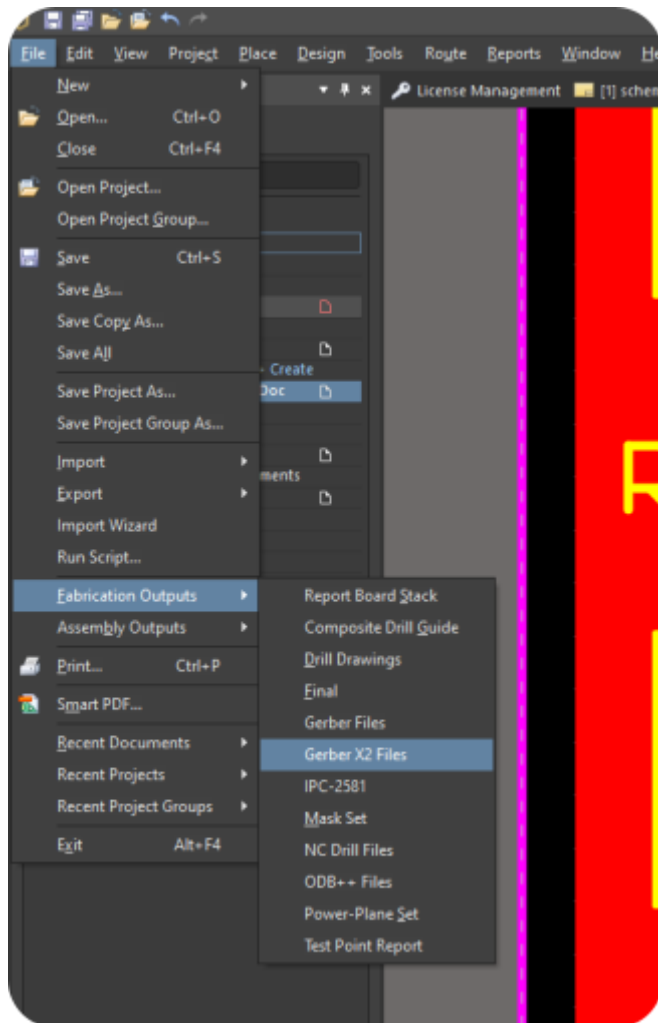 File Edit View Project Place Design Tools Route Reports Window He
New
License Management [1] schem
Open... Ctrl+O
Close Ctrl+F4
Open Project...
Open Project Group...
Save Ctrl+S
Save As...
Save Copy As...
Save All
Create
Save Project As... Doc
Save Project Group As...
Import
ments
Export
Import Wizard
Run Script...
Fabrication Outputs
Assembly Outputs
Print... Ctrl+P
Smart PDF...
Recent Documents
Recent Projects
Recent Project Groups
Exit Alt+F4
Report Board Stack
Composite Drill Guide
Drill Drawings
Final
Gerber Files
Gerber X2 Files
IPC-2581
Mask Set
NC Drill Files
ODB++ Files
Power-Plane Set
Test Point Report
R